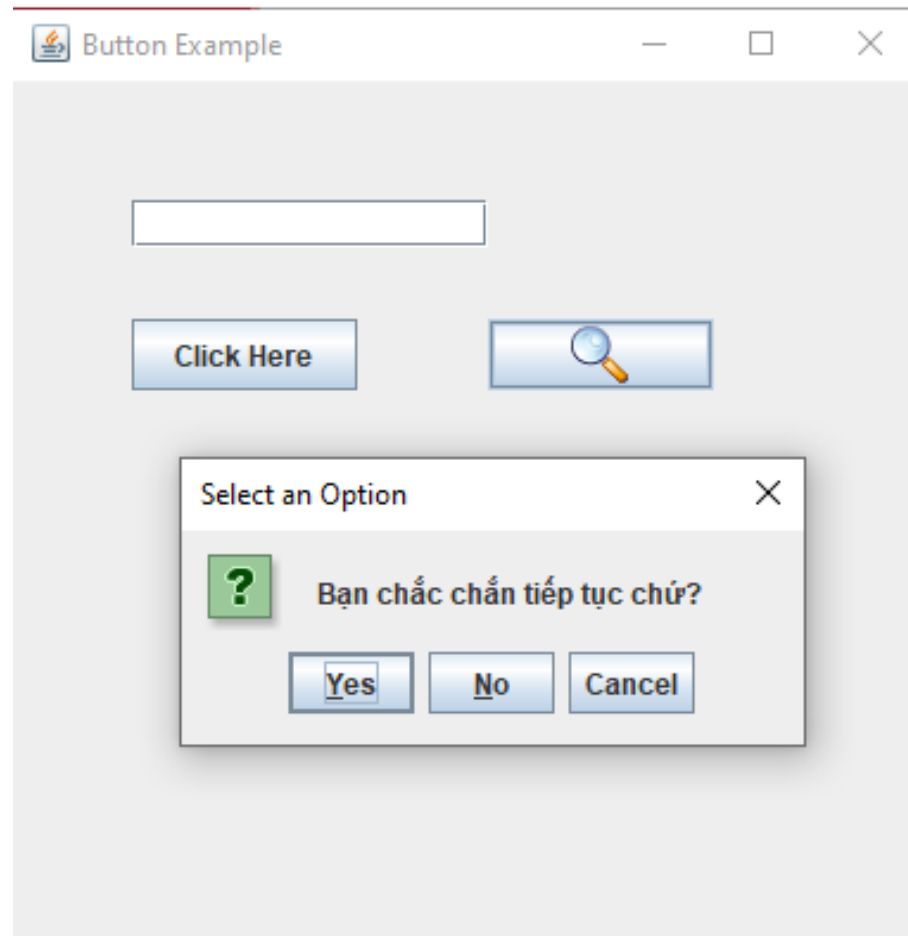 Button Example
Click Here
Select an Option
?
Bạn chắc chắn tiếp tục chứ?
Yes No Cancel